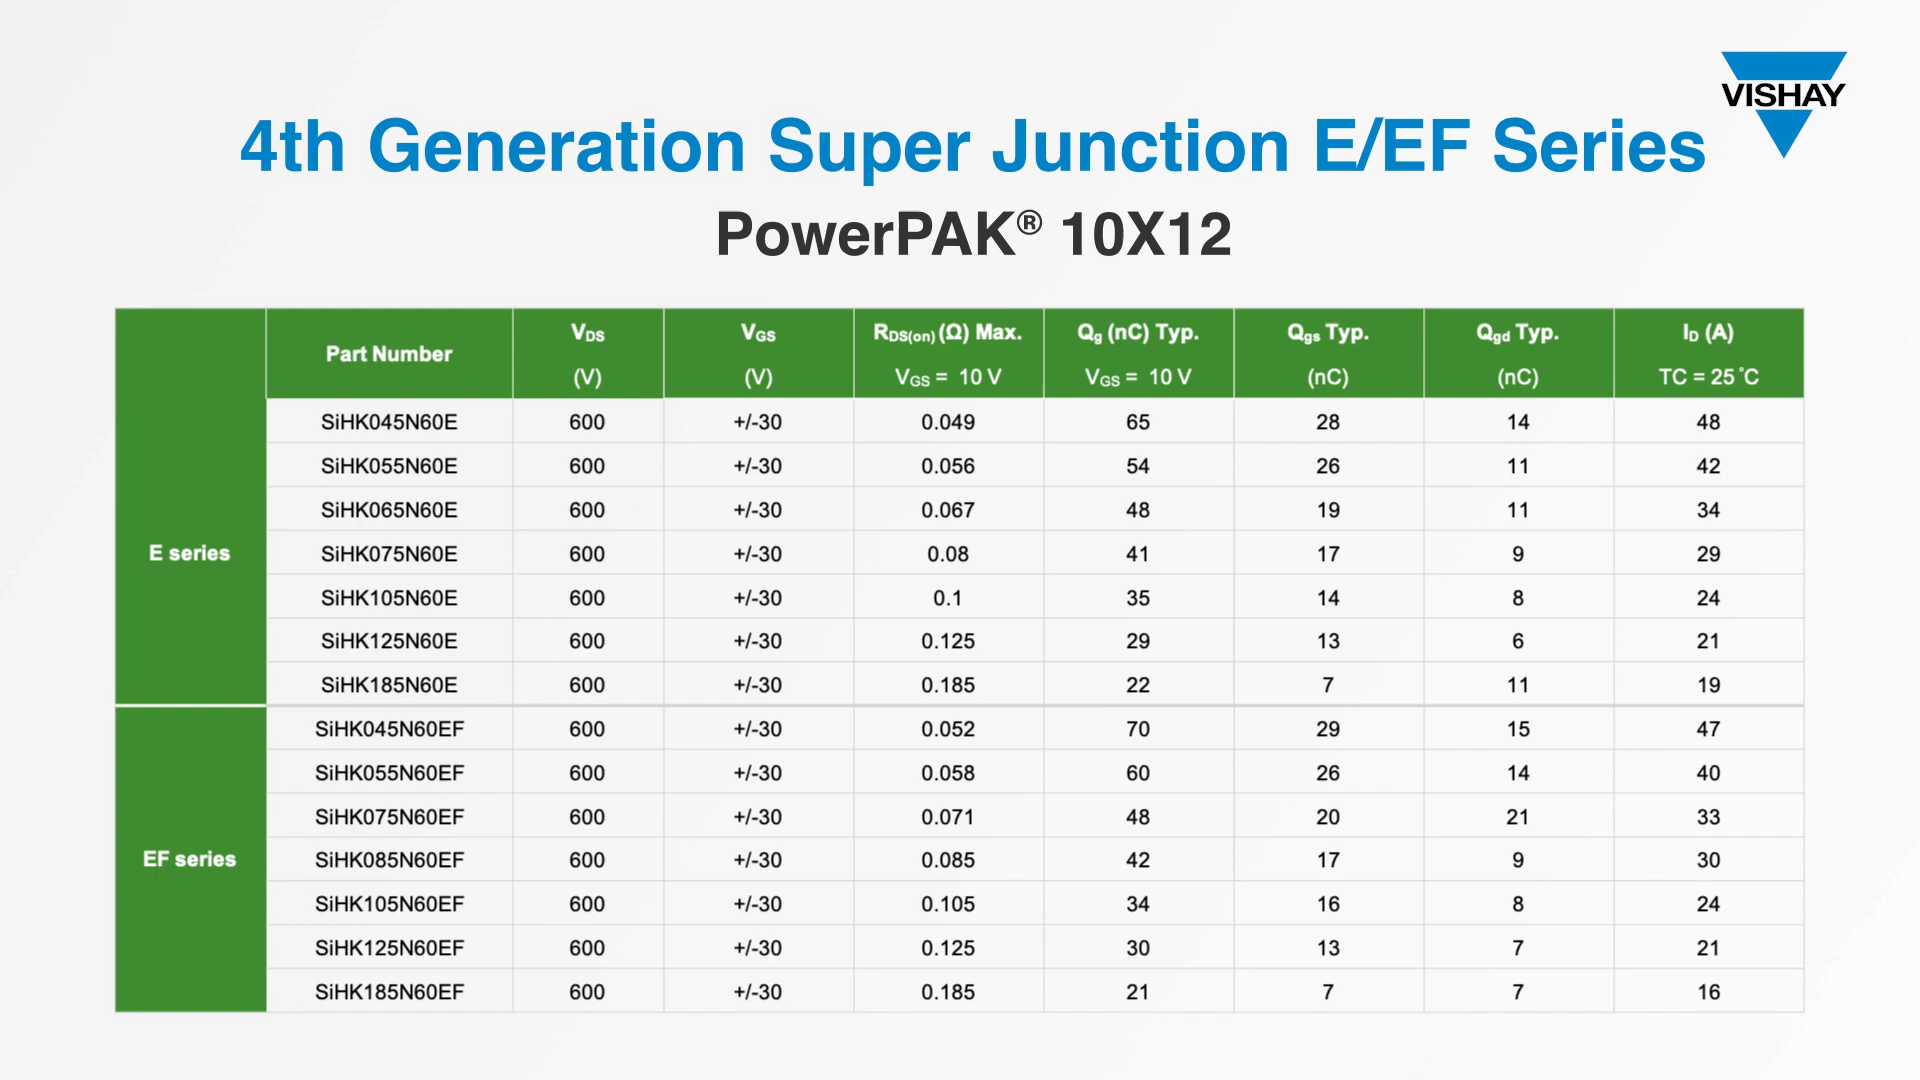 VISHAY
4th Generation Super Junction E/EF Series
PowerPAK® 10X12
Part Number VDS (V) VGS (V) RDS(on) (Ω) Max. VGS = 10 V Qg (nC) Typ. VGS = 10 V Qgs Typ. (nC) Qgd Typ. (nC) ID (A) TC = 25 °C
E series
SiHK045N60E 600 +/-30 0.049 65 28 14 48
SiHK055N60E 600 +/-30 0.056 54 26 11 42
SiHK065N60E 600 +/-30 0.067 48 19 11 34
SiHK075N60E 600 +/-30 0.08 41 17 9 29
SiHK105N60E 600 +/-30 0.1 35 14 8 24
SiHK125N60E 600 +/-30 0.125 29 13 6 21
SiHK185N60E 600 +/-30 0.185 22 7 11 19
EF series
SiHK045N60EF 600 +/-30 0.052 70 29 15 47
SiHK055N60EF 600 +/-30 0.058 60 26 14 40
SiHK075N60EF 600 +/-30 0.071 48 20 21 33
SiHK085N60EF 600 +/-30 0.085 42 17 9 30
SiHK105N60EF 600 +/-30 0.105 34 16 8 24
SiHK125N60EF 600 +/-30 0.125 30 13 7 21
SiHK185N60EF 600 +/-30 0.185 21 7 7 16